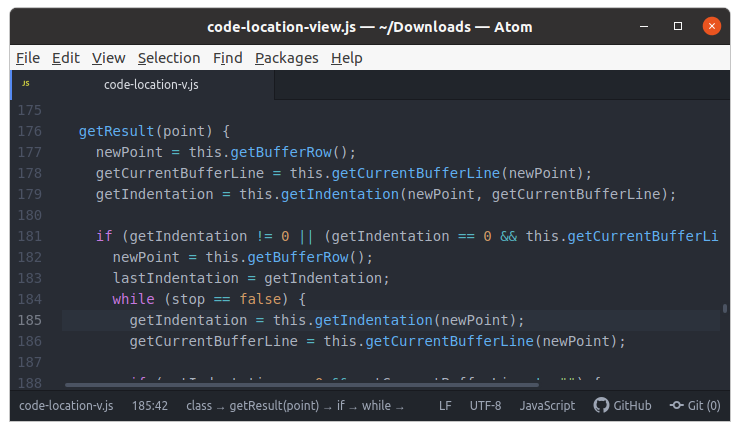 code-location-view.js — ~/Downloads — Atom
File Edit View Selection Find Packages Help
JS code-location-v.js
175
176 getResult(point) {
177 newPoint = this.getBufferRow();
178 getCurrentBufferLine = this.getCurrentBufferLine(newPoint);
179 getIndentation = this.getIndentation(newPoint, getCurrentBufferLine);
180
181 if (getIndentation != 0 || (getIndentation == 0 && this.getCurrentBufferLi
182 newPoint = this.getBufferRow();
183 lastIndentation = getIndentation;
184 while (stop == false) {
185 getIndentation = this.getIndentation(newPoint);
186 getCurrentBufferLine = this.getCurrentBufferLine(newPoint);
187
188
code-location-v.js 185:42 class → getResult(point) → if → while → LF UTF-8 JavaScript GitHub Git (0)